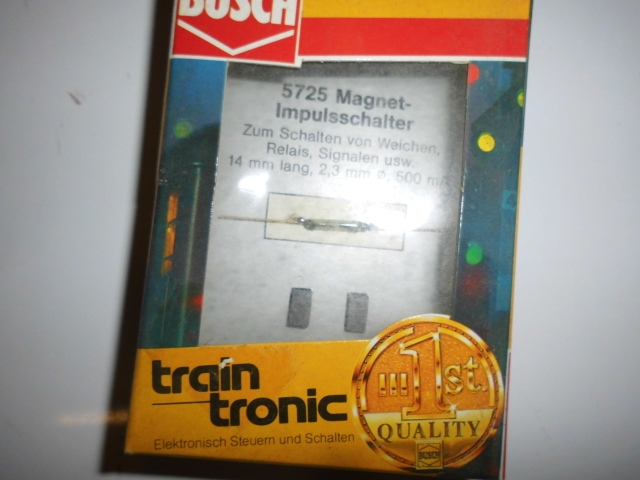 BUSCH
5725 Magnet-
Impulsschalter
Zum Schalten von Weichen,
Relais, Signalen usw.
14 mm lang, 2,3 mm ø, 500 mA
train
tronic
Elektronisch Steuern und Schalten
1st.
QUALITY
BUSCH